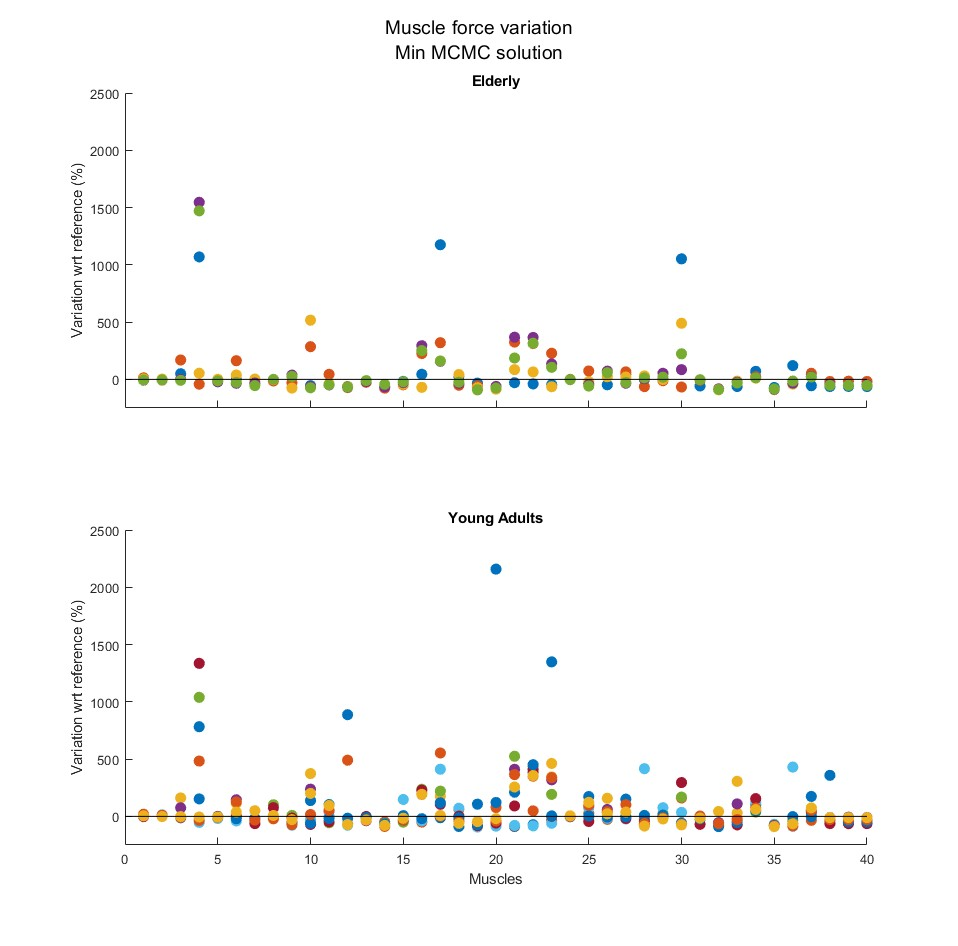 Muscle force variation
Min MCMC solution
Elderly
2500
2000
1500
1000
500
0
Variation wrt reference (%)
Young Adults
2500
2000
1500
1000
500
0
Variation wrt reference (%)
0 5 10 15 20 25 30 35 40
Muscles